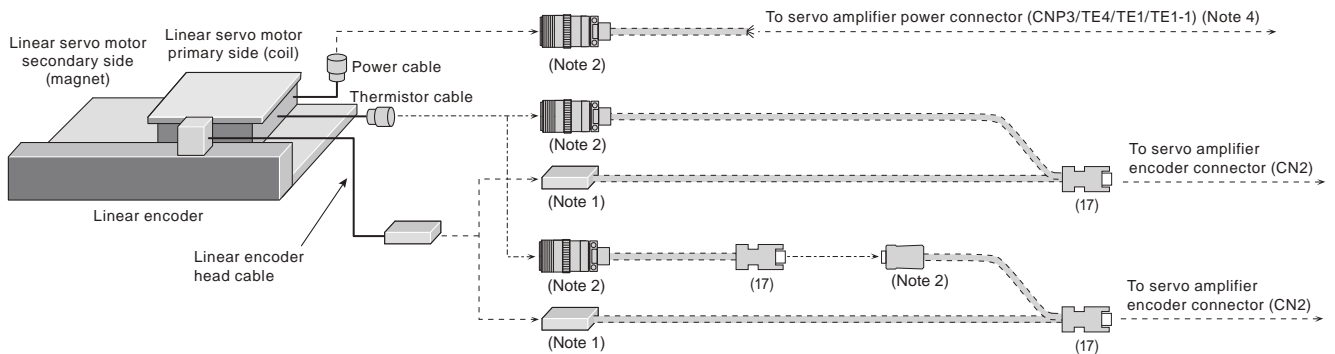 To servo amplifier power connector (CNP3/TE4/TE1/TE1-1) (Note 4)
Linear servo motor
secondary side
(magnet)
Linear servo motor
primary side (coil)
Power cable
(Note 2)
Thermistor cable
(Note 2)
To servo amplifier
encoder connector (CN2)
(Note 1)
(17)
Linear encoder
Linear encoder
head cable
(Note 2)
(17)
(Note 2)
To servo amplifier
encoder connector (CN2)
(Note 1)
(17)